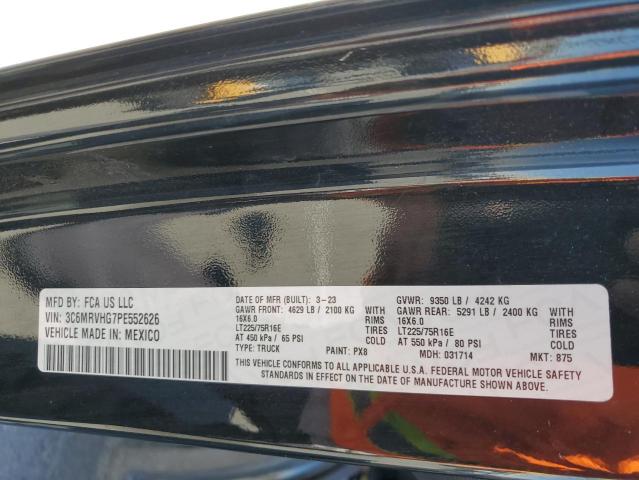 MFD BY: FCA US LLC
VIN: 3C6MRVHG7PE552626
VEHICLE MADE IN: MEXICO
DATE OF MFR (BUILT): 3-23 GVWR: 9350 LB / 4242 KG
GAWR FRONT: 4629 LB / 2100 KG GAWR REAR: 5291 LB / 2400 KG
16X6.0 RIMS 16X6.0 RIMS
LT225/75R16E TIRES LT225/75R16E TIRES
AT 450 kPa / 65 PSI COLD AT 550 kPa / 80 PSI COLD
TYPE: TRUCK PAINT: PX8 MDH: 031714 MKT: 875
THIS VEHICLE CONFORMS TO ALL APPLICABLE U.S.A. FEDERAL MOTOR VEHICLE SAFETY
STANDARDS IN EFFECT ON THE DATE OF MANUFACTURE SHOWN ABOVE.